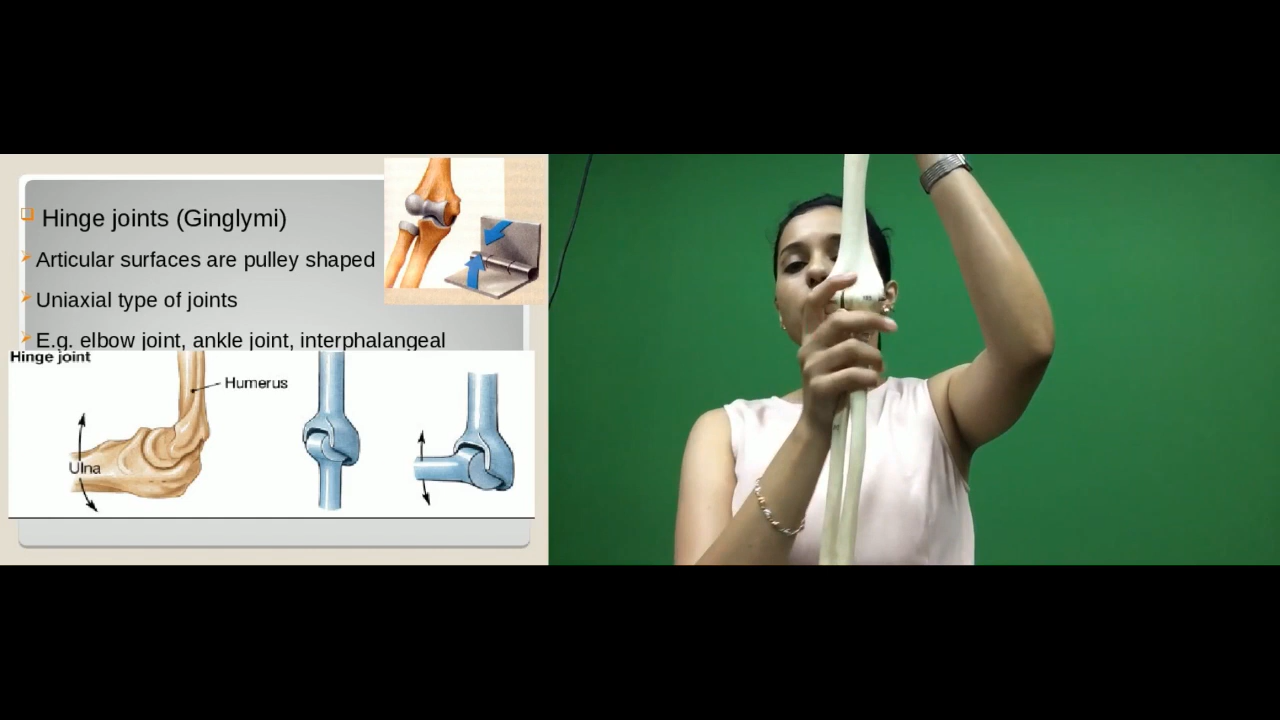 Hinge joints (Ginglymi)
Articular surfaces are pulley shaped
Uniaxial type of joints
E.g. elbow joint, ankle joint, interphalangeal
Hinge joint
Humerus
Ulna